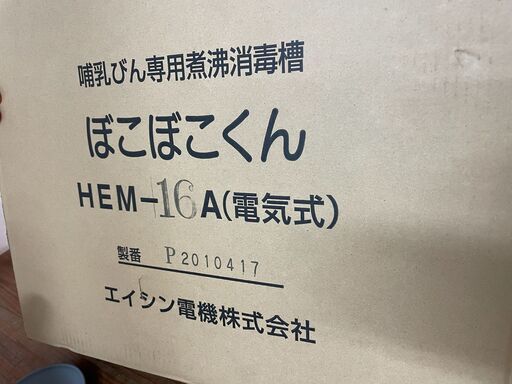 哺乳びん専用煮沸消毒槽
ぼこぼこくん
HEM-16A(電気式)
製番 P2010417
エイシン電機株式会社